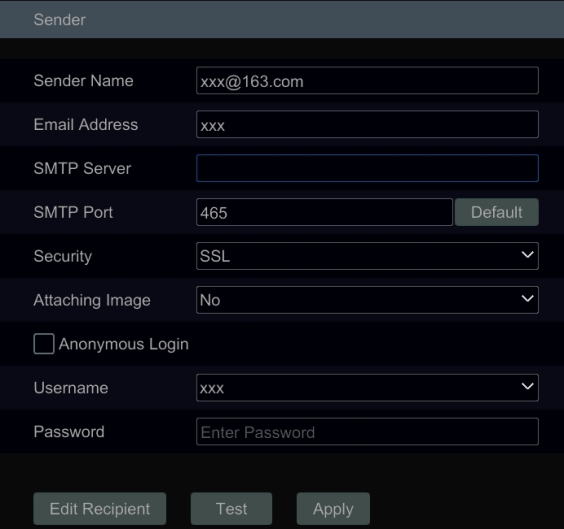 Sender
Sender Name xxx@163.com
Email Address xxx
SMTP Server
SMTP Port 465 Default
Security SSL
Attaching Image No
Anonymous Login
Username xxx
Password Enter Password
Edit Recipient Test Apply